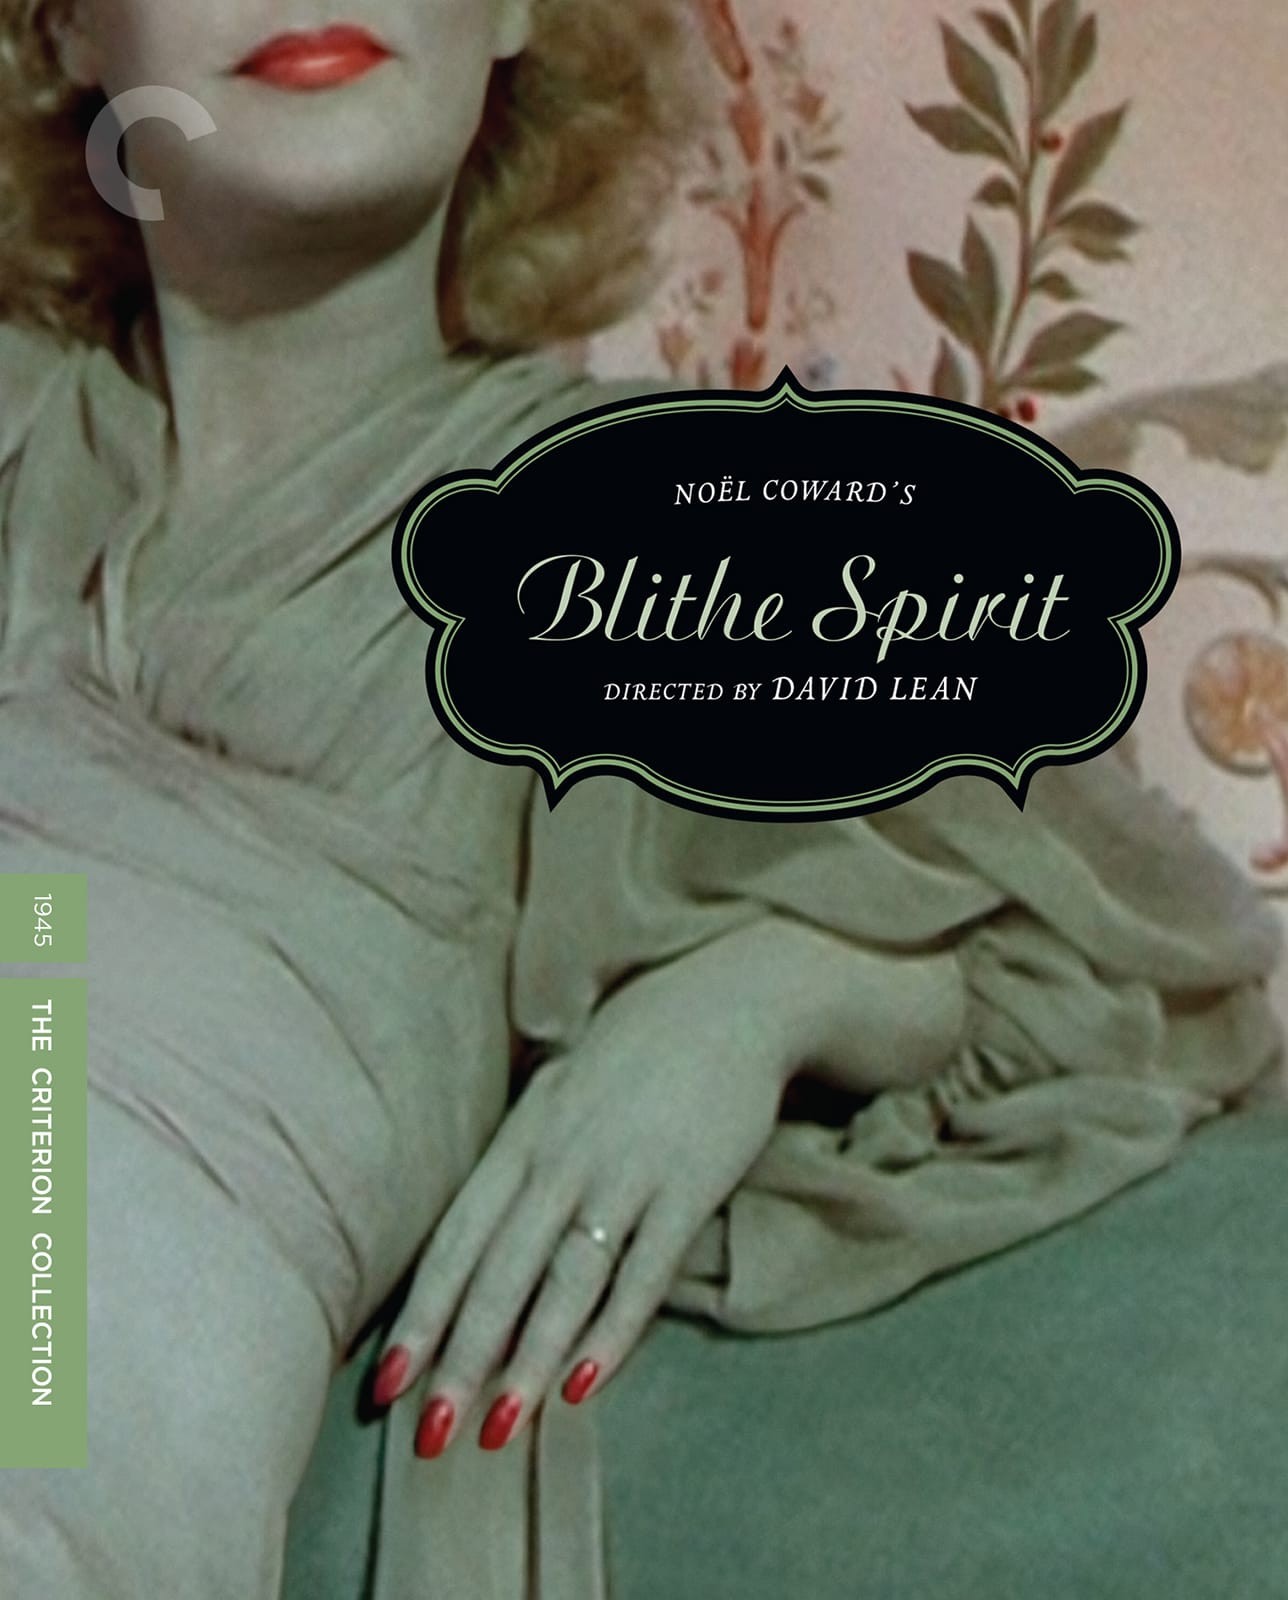 NOËL COWARD'S
Blithe Spirit
DIRECTED BY DAVID LEAN
1945
THE CRITERION COLLECTION